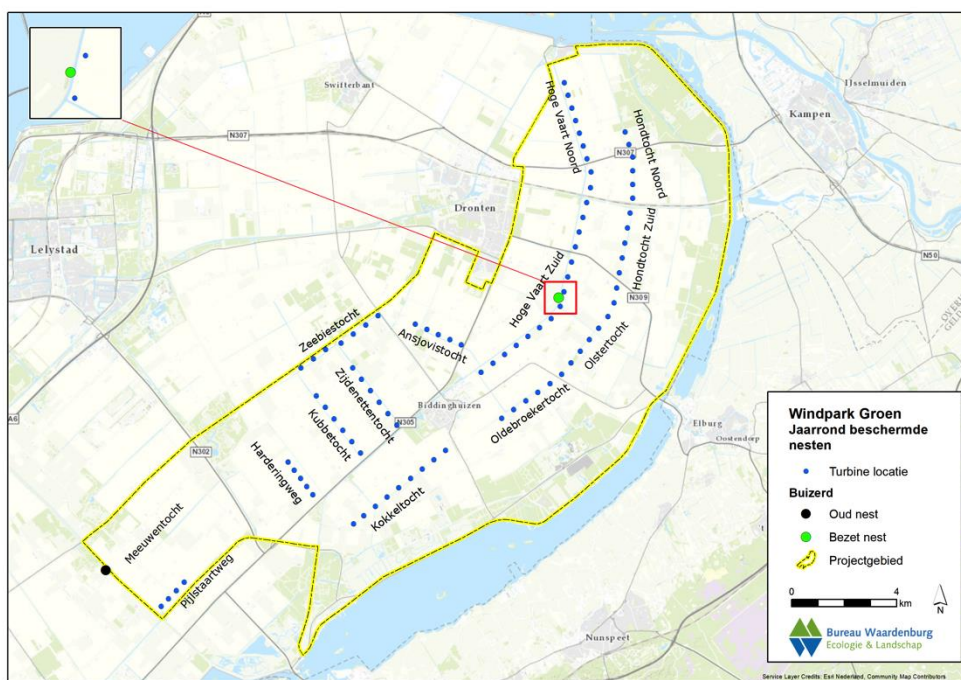 Swifterbant
IJsselmuiden
Kampen
N307
N307
Hoge Vaart Noord
Hondtocht Noord
Dronten
Lelystad
N50
Hondtocht Zuid
Hoge Vaart Zuid
N309
Zeebiestocht
Ansjovistocht
Olstertocht
Zijdenettentocht
Biddinghuizen
Kubbetocht
N305
Oldebroekertocht
A6
Elburg
Oostendorp
N302
Harderingweg
Kokkeltocht
Meeuwentocht
Pijlstaartweg
Nunspeet
Windpark Groen
Jaarrond beschermde
nesten
Turbine locatie
Buizerd
Oud nest
Bezet nest
Projectgebied
0 4
km
N
Bureau Waardenburg
Ecologie & Landschap
Service Layer Credits: Esri Nederland, Community Map Contributors